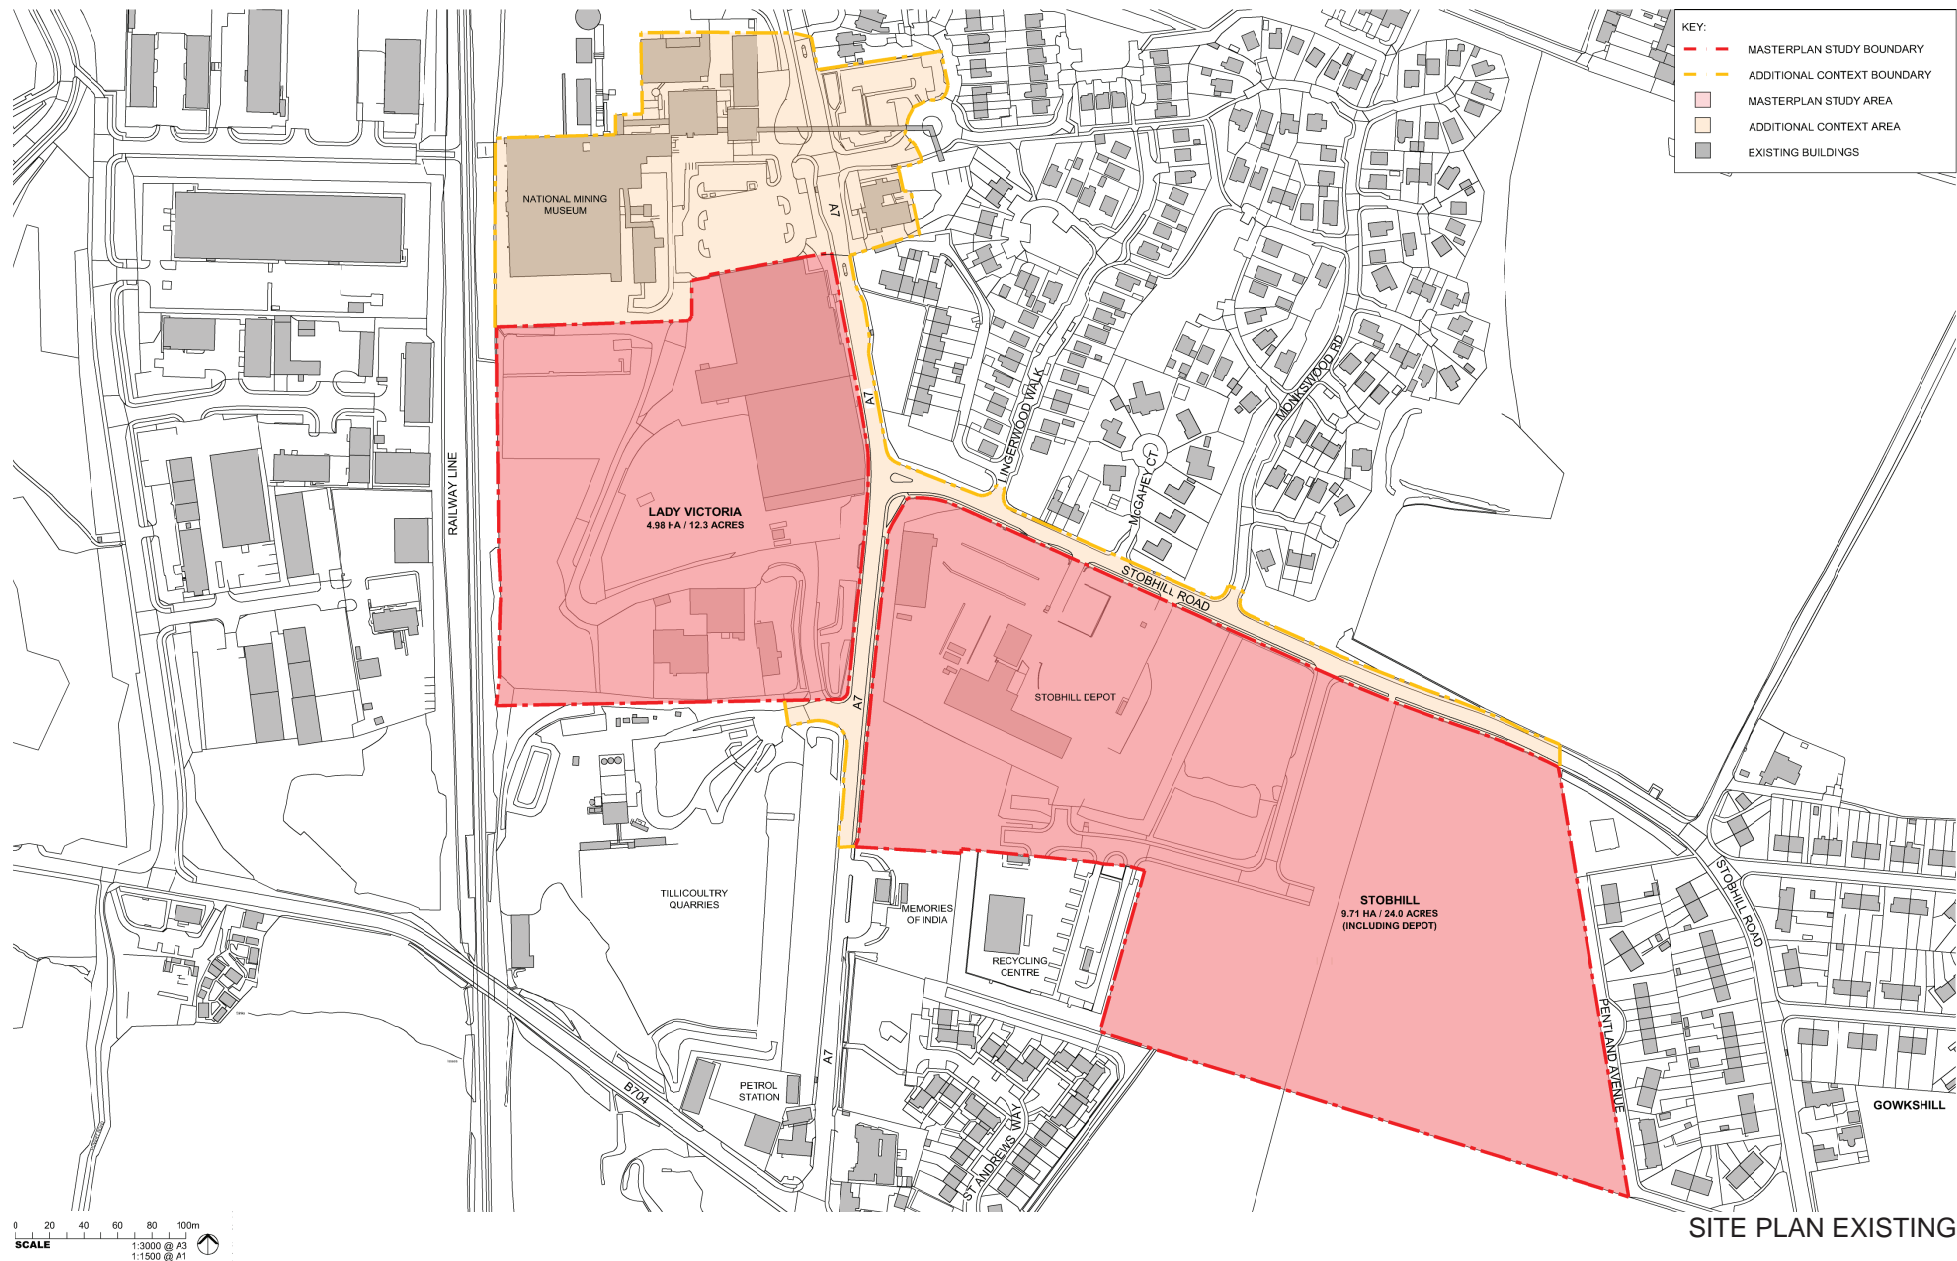 KEY:
MASTERPLAN STUDY BOUNDARY
ADDITIONAL CONTEXT BOUNDARY
MASTERPLAN STUDY AREA
ADDITIONAL CONTEXT AREA
EXISTING BUILDINGS
NATIONAL MINING
MUSEUM
A7
A7
LINGERWOOD WALK
MONKSWOOD RD
McGAHEY CT
RAILWAY LINE
LADY VICTORIA
4.98 HA / 12.3 ACRES
STOBHILL ROAD
STOBHILL DEPOT
A7
TILLICOULTRY
QUARRIES
MEMORIES
OF INDIA
RECYCLING
CENTRE
STOBHILL
9.71 HA / 24.0 ACRES
(INCLUDING DEPOT)
STOBHILL ROAD
PENTLAND AVENUE
GOWKSHILL
A7
B704
PETROL
STATION
ST ANDREWS WAY
0 20 40 60 80 100m
SCALE
1:3000 @ A3
1:1500 @ A1
SITE PLAN EXISTING